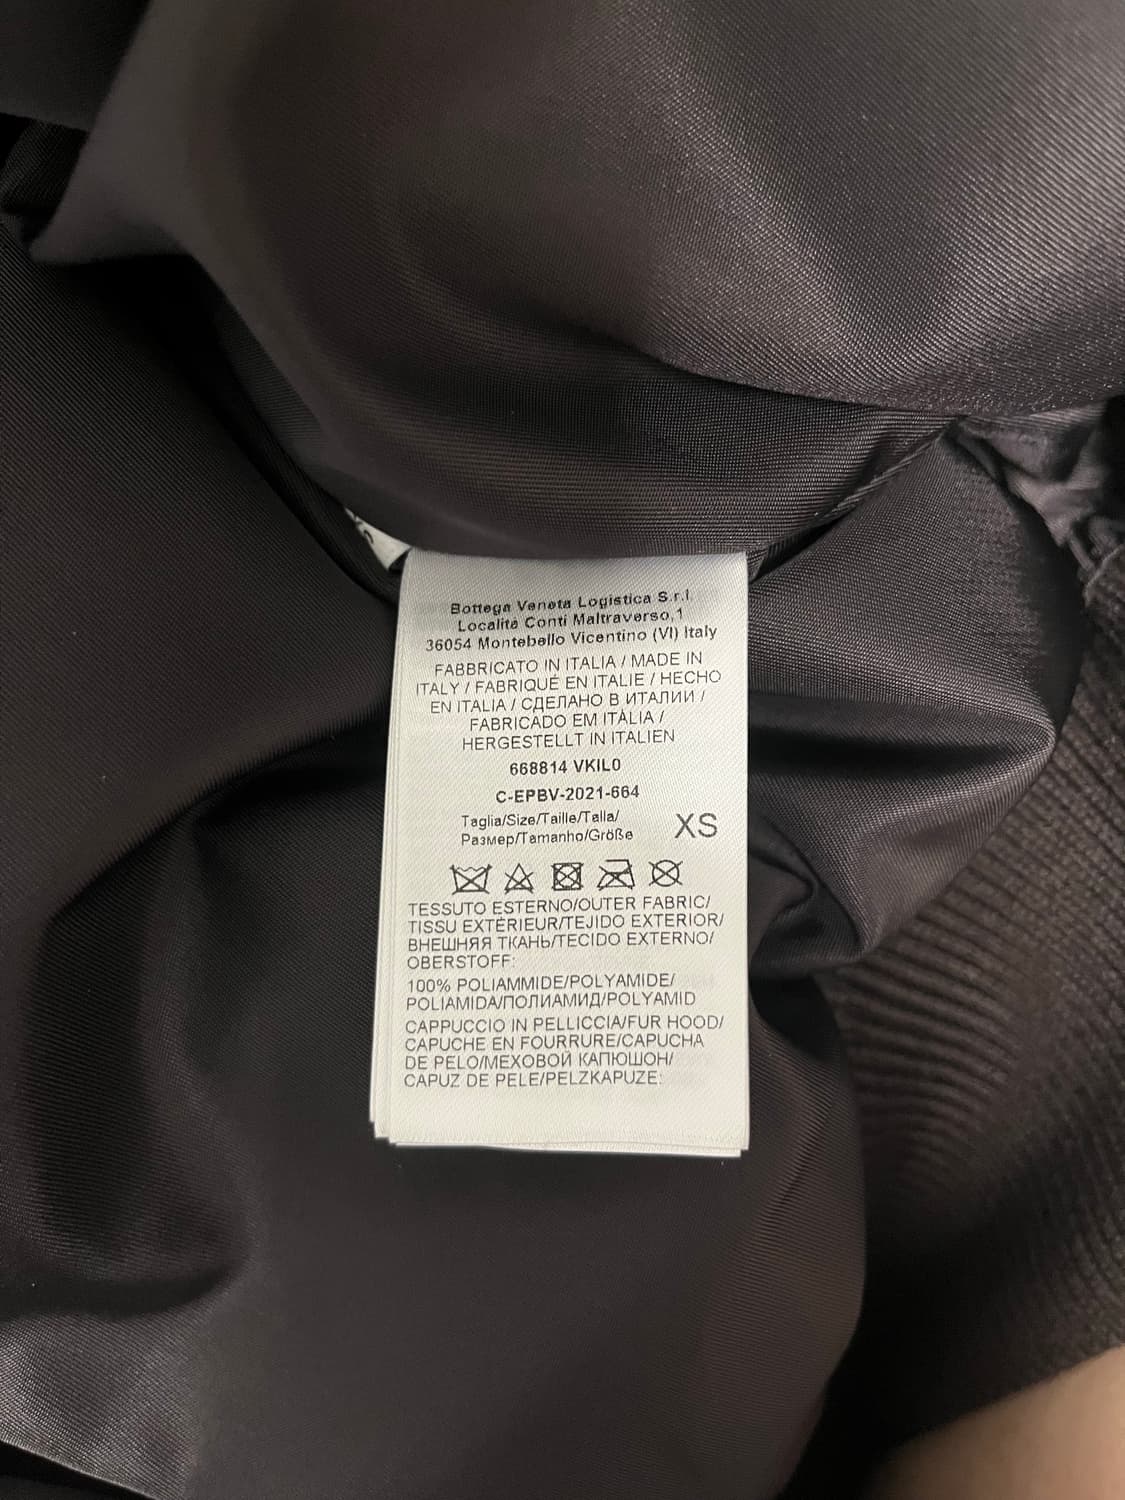 Bottega Veneta Logistica S.r.l.
Località Conti Maltraverso,1
36054 Montebello Vicentino (VI) Italy
FABBRICATO IN ITALIA / MADE IN
ITALY / FABRIQUÉ EN ITALIE / HECHO
EN ITALIA / СДЕЛАНО В ИТАЛИИ /
FABRICADO EM ITÁLIA /
HERGESTELLT IN ITALIEN
668814 VKIL0
C-EPBV-2021-664
Taglia/Size/Taille/Talla/
Размер/Tamanho/Größe
XS
TESSUTO ESTERNO/OUTER FABRIC/
TISSU EXTÉRIEUR/TEJIDO EXTERIOR/
ВНЕШНЯЯ ТКАНЬ/TECIDO EXTERNO/
OBERSTOFF:
100% POLIAMMIDE/POLYAMIDE/
POLIAMIDA/ПОЛИАМИД/POLYAMID
CAPPUCCIO IN PELLICCIA/FUR HOOD/
CAPUCHE EN FOURRURE/CAPUCHA
DE PELO/МЕХОВОЙ КАПЮШОН/
CAPUZ DE PELE/PELZKAPUZE: